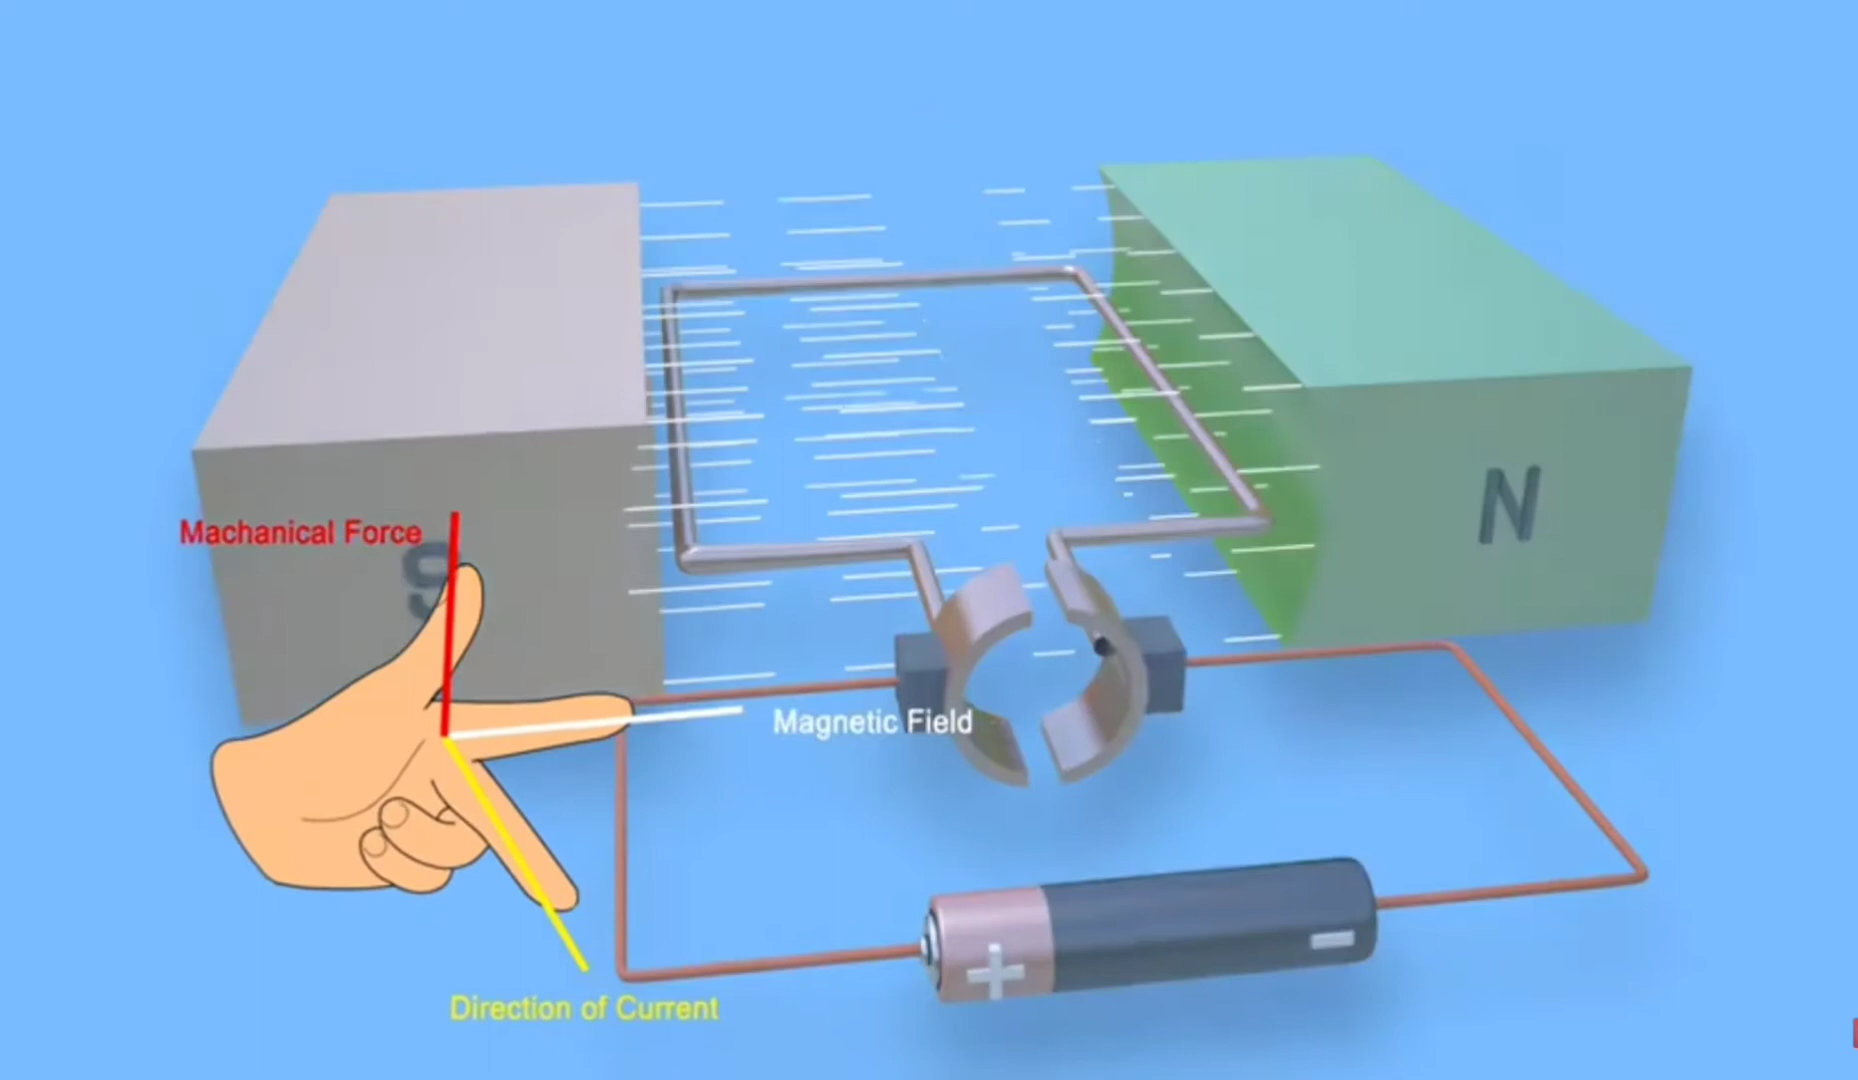 N
Machanical Force
S
Magnetic Field
+
−
Direction of Current